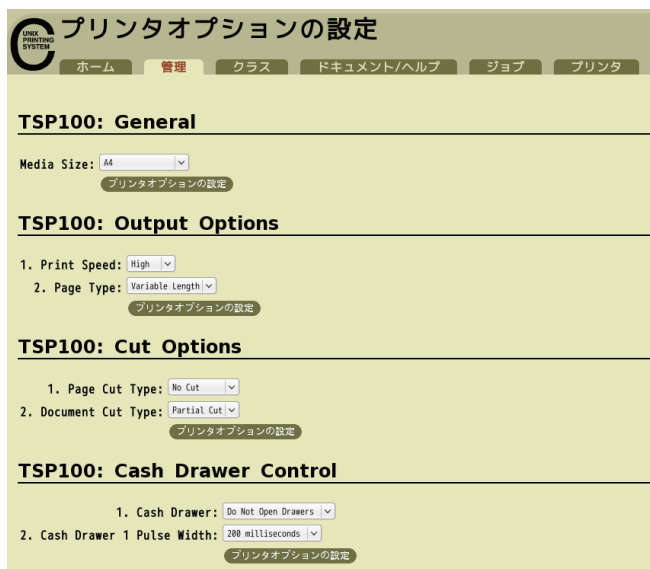 UNIX
PRINTING
SYSTEM
プリンタオプションの設定
ホーム 管理 クラス ドキュメント/ヘルプ ジョブ プリンタ
TSP100: General
Media Size: A4
プリンタオプションの設定
TSP100: Output Options
1. Print Speed: High
2. Page Type: Variable Length
プリンタオプションの設定
TSP100: Cut Options
1. Page Cut Type: No Cut
2. Document Cut Type: Partial Cut
プリンタオプションの設定
TSP100: Cash Drawer Control
1. Cash Drawer: Do Not Open Drawers
2. Cash Drawer 1 Pulse Width: 200 milliseconds
プリンタオプションの設定